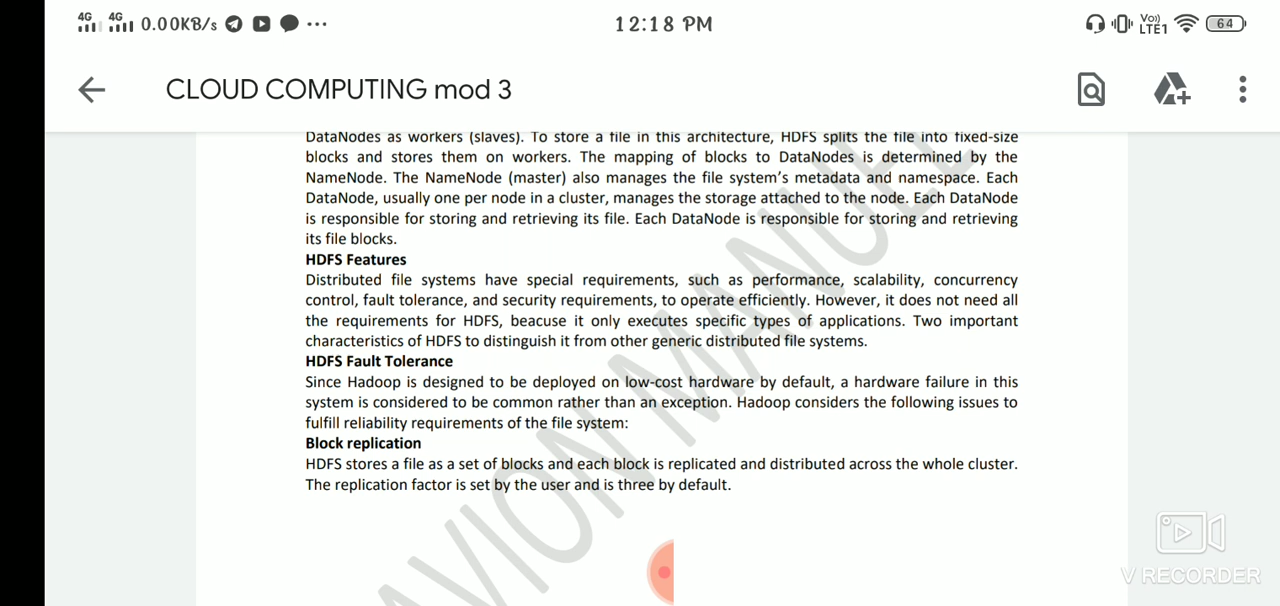 4G 4G 0.00KB/s ... 12:18 PM Vo)) LTE1 64
CLOUD COMPUTING mod 3
DataNodes as workers (slaves). To store a file in this architecture, HDFS splits the file into fixed-size
blocks and stores them on workers. The mapping of blocks to DataNodes is determined by the
NameNode. The NameNode (master) also manages the file system's metadata and namespace. Each
DataNode, usually one per node in a cluster, manages the storage attached to the node. Each DataNode
is responsible for storing and retrieving its file. Each DataNode is responsible for storing and retrieving
its file blocks.
HDFS Features
Distributed file systems have special requirements, such as performance, scalability, concurrency
control, fault tolerance, and security requirements, to operate efficiently. However, it does not need all
the requirements for HDFS, beacuse it only executes specific types of applications. Two important
characteristics of HDFS to distinguish it from other generic distributed file systems.
HDFS Fault Tolerance
Since Hadoop is designed to be deployed on low-cost hardware by default, a hardware failure in this
system is considered to be common rather than an exception. Hadoop considers the following issues to
fulfill reliability requirements of the file system:
Block replication
HDFS stores a file as a set of blocks and each block is replicated and distributed across the whole cluster.
The replication factor is set by the user and is three by default.
AVION MANUEL
V RECORDER